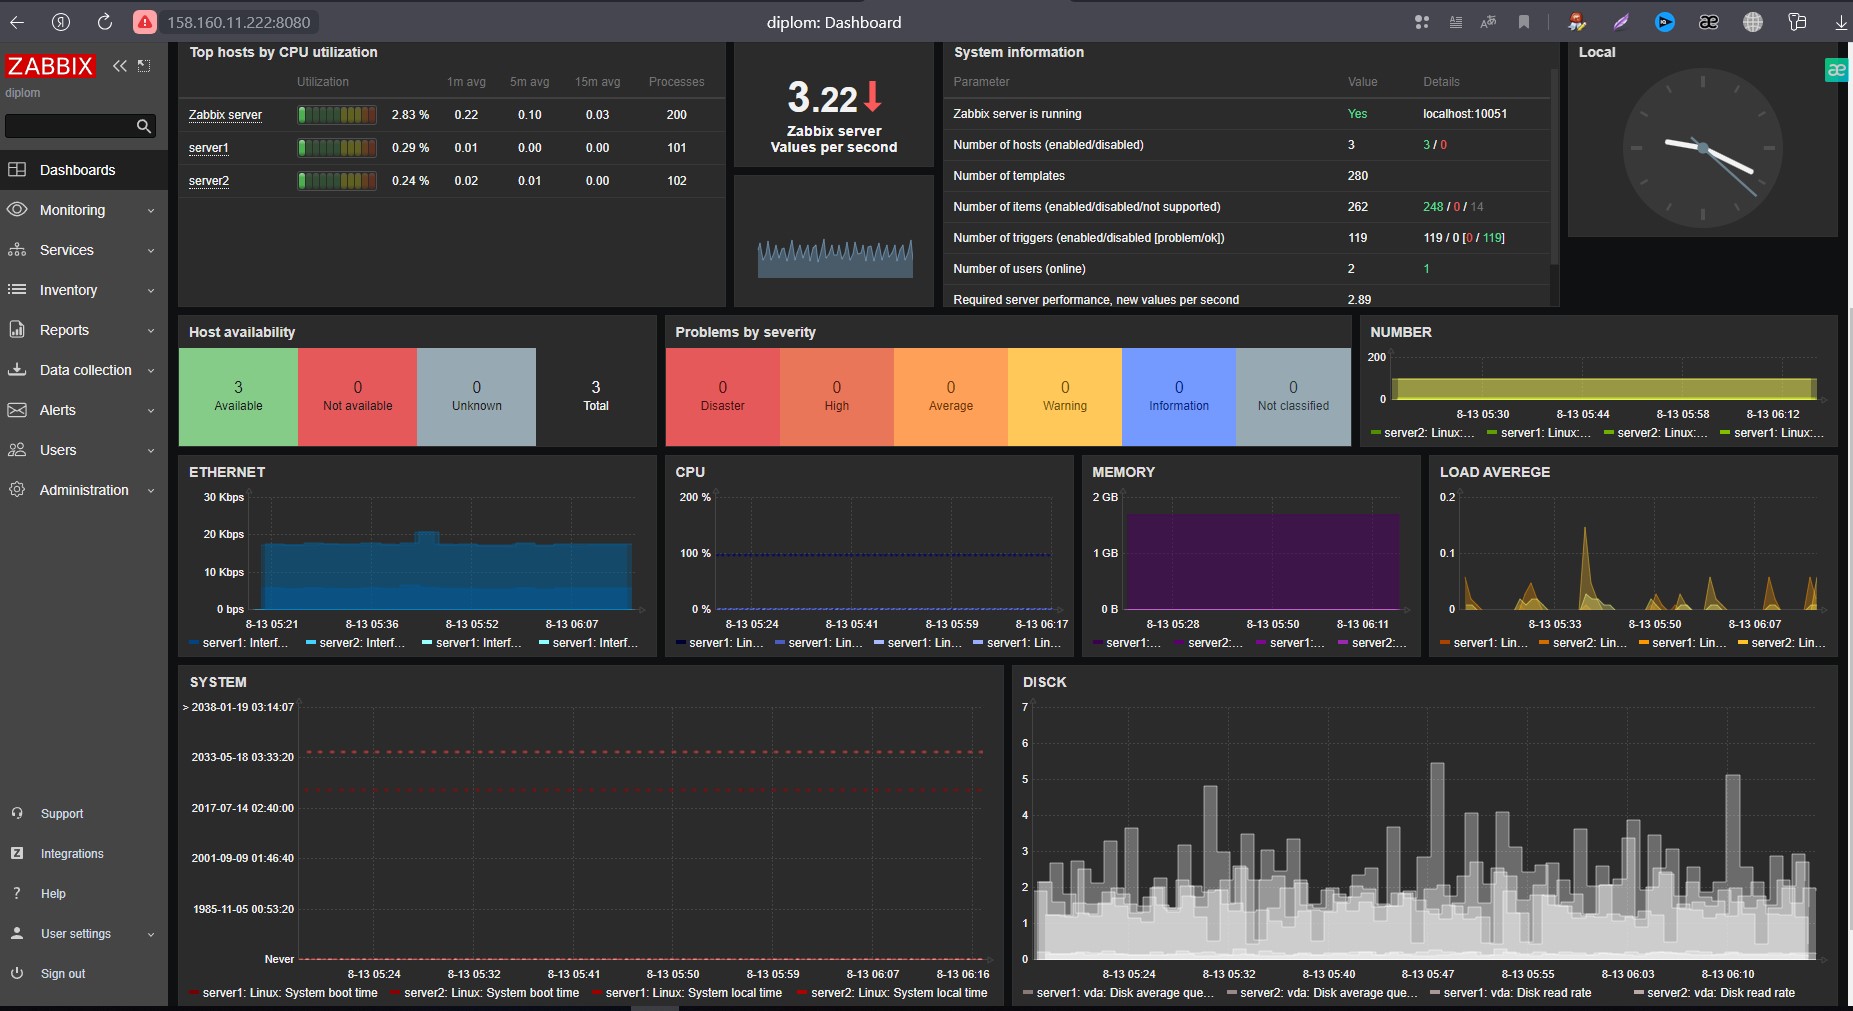 158.160.11.222:8080
diplom: Dashboard
ZABBIX
diplom
Dashboards
Monitoring
Services
Inventory
Reports
Data collection
Alerts
Users
Administration
Support
Integrations
Help
User settings
Sign out
Top hosts by CPU utilization
Utilization 1m avg 5m avg 15m avg Processes
Zabbix server 2.83 % 0.22 0.10 0.03 200
server1 0.29 % 0.01 0.00 0.00 101
server2 0.24 % 0.02 0.01 0.00 102
3.22
Zabbix server
Values per second
System information
Parameter Value Details
Zabbix server is running Yes localhost:10051
Number of hosts (enabled/disabled) 3 3 / 0
Number of templates 280
Number of items (enabled/disabled/not supported) 262 248 / 0 / 14
Number of triggers (enabled/disabled [problem/ok]) 119 119 / 0 [0 / 119]
Number of users (online) 2 1
Required server performance, new values per second 2.89
Local
Host availability
3 0 0 3
Available Not available Unknown Total
Problems by severity
0 0 0 0 0 0
Disaster High Average Warning Information Not classified
NUMBER
200
0
8-13 05:30 8-13 05:44 8-13 05:58 8-13 06:12
server2: Linux:... server1: Linux:... server2: Linux:... server1: Linux:...
ETHERNET
30 Kbps
20 Kbps
10 Kbps
0 bps
8-13 05:21 8-13 05:36 8-13 05:52 8-13 06:07
server1: Interf... server2: Interf... server1: Interf... server1: Interf...
CPU
200 %
100 %
0 %
8-13 05:24 8-13 05:41 8-13 05:59 8-13 06:17
server1: Lin... server2: Lin... server1: Lin... server1: Lin...
MEMORY
2 GB
1 GB
0 B
8-13 05:28 8-13 05:50 8-13 06:11
server1:... server2:... server1:... server2:...
LOAD AVEREGE
0.2
0.1
0
8-13 05:33 8-13 05:50 8-13 06:07
server1: Lin... server2: Lin... server1: Lin... server2: Lin...
SYSTEM
> 2038-01-19 03:14:07
2033-05-18 03:33:20
2017-07-14 02:40:00
2001-09-09 01:46:40
1985-11-05 00:53:20
Never
8-13 05:24 8-13 05:32 8-13 05:41 8-13 05:50 8-13 05:59 8-13 06:07 8-13 06:16
server1: Linux: System boot time server2: Linux: System boot time server1: Linux: System local time server2: Linux: System local time
DISCK
7
6
5
4
3
2
1
0
8-13 05:24 8-13 05:32 8-13 05:40 8-13 05:47 8-13 05:55 8-13 06:03 8-13 06:10
server1: vda: Disk average que... server2: vda: Disk average que... server1: vda: Disk read rate server2: vda: Disk read rate